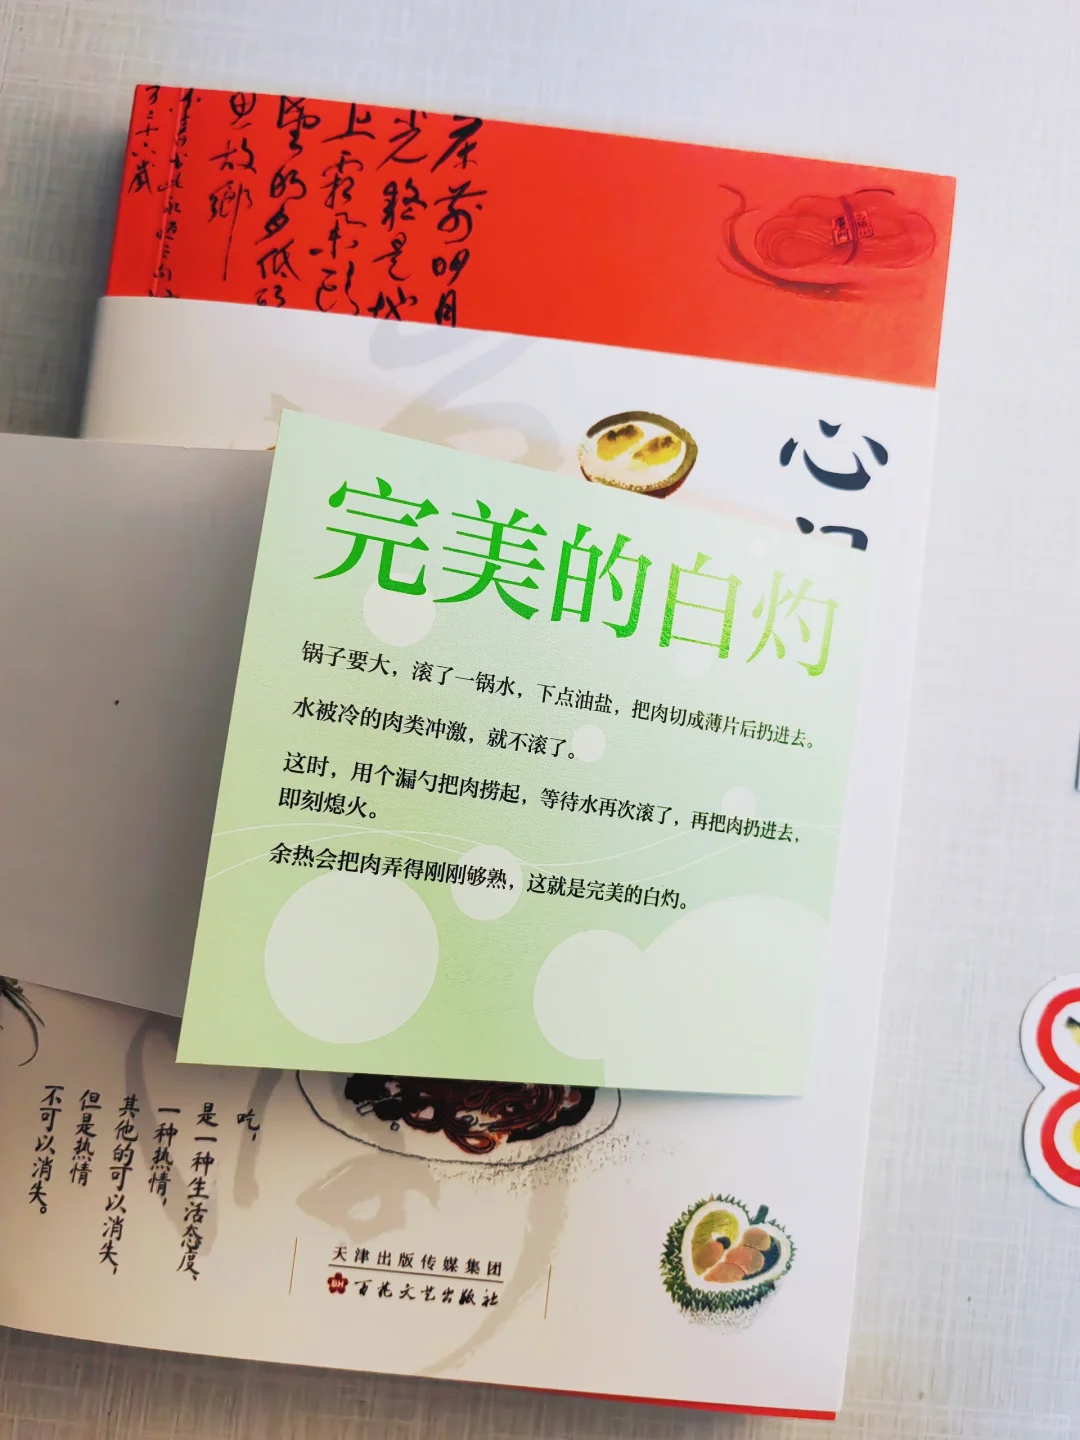 床前明月
光疑是地
上霜举头
望明月低头
思故乡
心
完美的白灼
锅子要大，滚了一锅水，下点油盐，把肉切成薄片后扔进去。
水被冷的肉类冲激，就不滚了。
这时，用个漏勺把肉捞起，等待水再次滚了，再把肉扔进去，
即刻熄火。
余热会把肉弄得刚刚够熟，这就是完美的白灼。
吃，
是一种生活态度、
一种热情，
其他的可以消失，
但是热情
不可以消失。
天津出版传媒集团
BH 百花文艺出版社